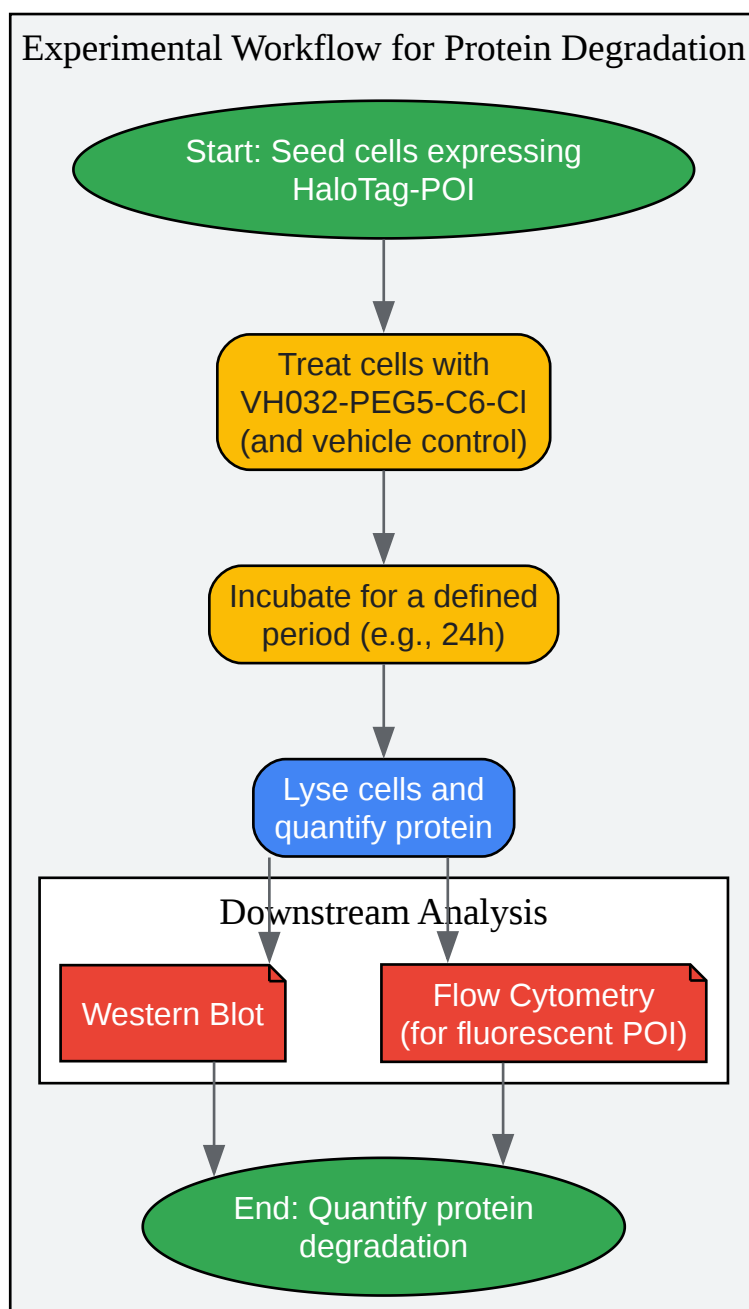 Experimental Workflow for Protein Degradation
Start: Seed cells expressing
HaloTag-POI
Treat cells with
VH032-PEG5-C6-Cl
(and vehicle control)
Incubate for a defined
period (e.g., 24h)
Lyse cells and
quantify protein
Downstream Analysis
Western Blot
Flow Cytometry
(for fluorescent POI)
End: Quantify protein
degradation